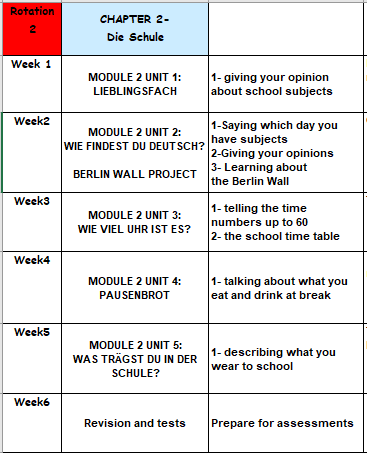 Rotation
2
CHAPTER 2-
Die Schule
Week 1
MODULE 2 UNIT 1:
LIEBLINGSFACH
1- giving your opinion
about school subjects
Week2
MODULE 2 UNIT 2:
WIE FINDEST DU DEUTSCH?
BERLIN WALL PROJECT
1-Saying which day you
have subjects
2-Giving your opinions
3- Learning about
the Berlin Wall
Week3
MODULE 2 UNIT 3:
WIE VIEL UHR IST ES?
1- telling the time
numbers up to 60
2- the school time table
Week4
MODULE 2 UNIT 4:
PAUSENBROT
1- talking about what you
eat and drink at break
Week5
MODULE 2 UNIT 5:
WAS TRÄGST DU IN DER
SCHULE?
1- describing what you
wear to school
Week6
Revision and tests
Prepare for assessments